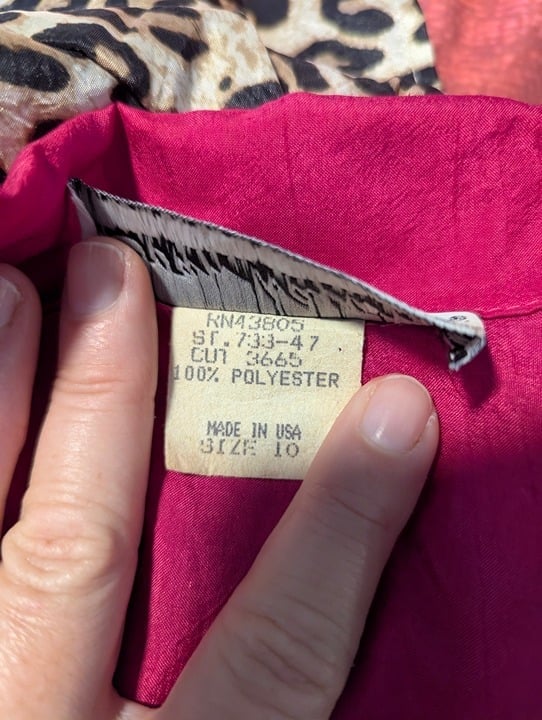 RN43805
ST.733-47
CUT 3665
100% POLYESTER
MADE IN USA
SIZE 10